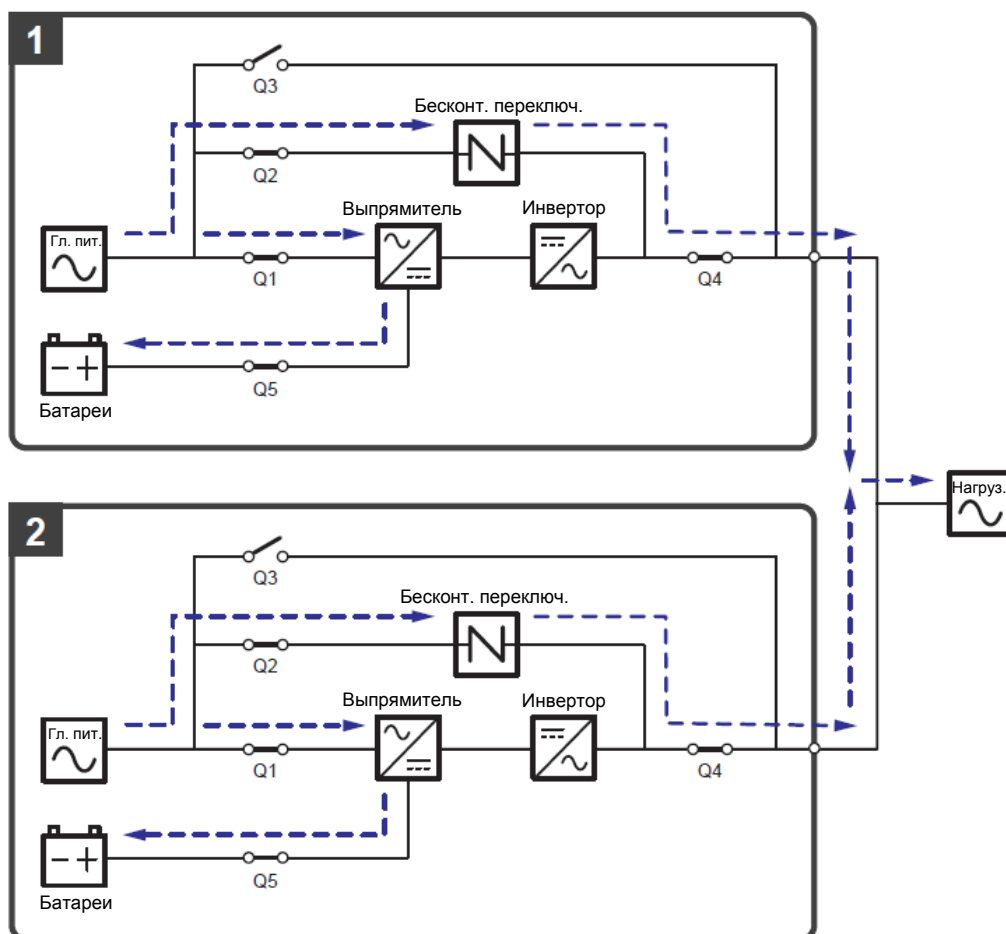 1
Q3
Бесконт. переключ.
Q2
Выпрямитель
Инвертор
Гл. пит.
Q1
Q4
Q5
Батареи
Нагруз.
2
Q3
Бесконт. переключ.
Q2
Выпрямитель
Инвертор
Гл. пит.
Q1
Q4
Q5
Батареи